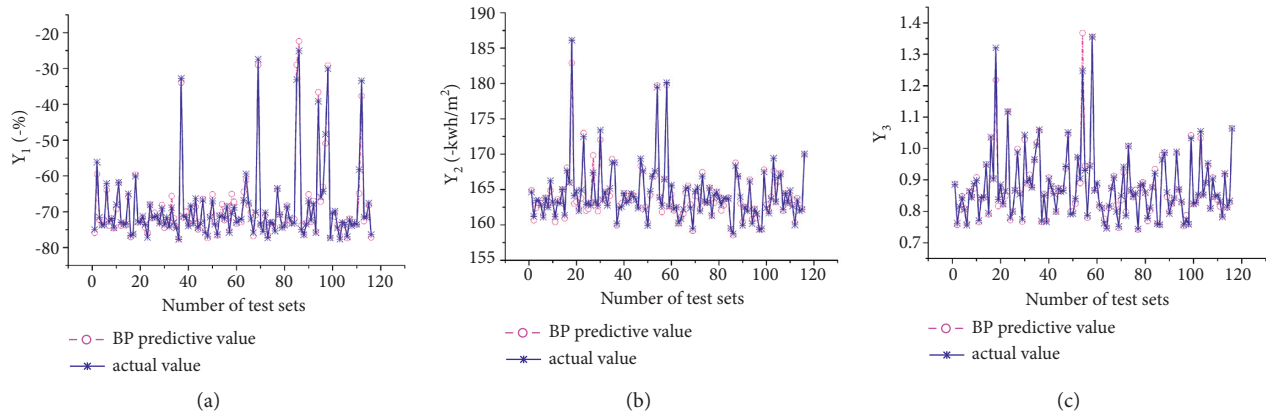 -20
-30
-40
-50
-60
-70
-80
Y1 (-%)
0 20 40 60 80 100 120
Number of test sets
BP predictive value
actual value
(a)
190
185
180
175
170
165
160
155
Y2 (-kwh/m2)
0 20 40 60 80 100 120
Number of test sets
BP predictive value
actual value
(b)
1.4
1.3
1.2
1.1
1.0
0.9
0.8
0.7
Y3
0 20 40 60 80 100 120
Number of test sets
BP predictive value
actual value
(c)